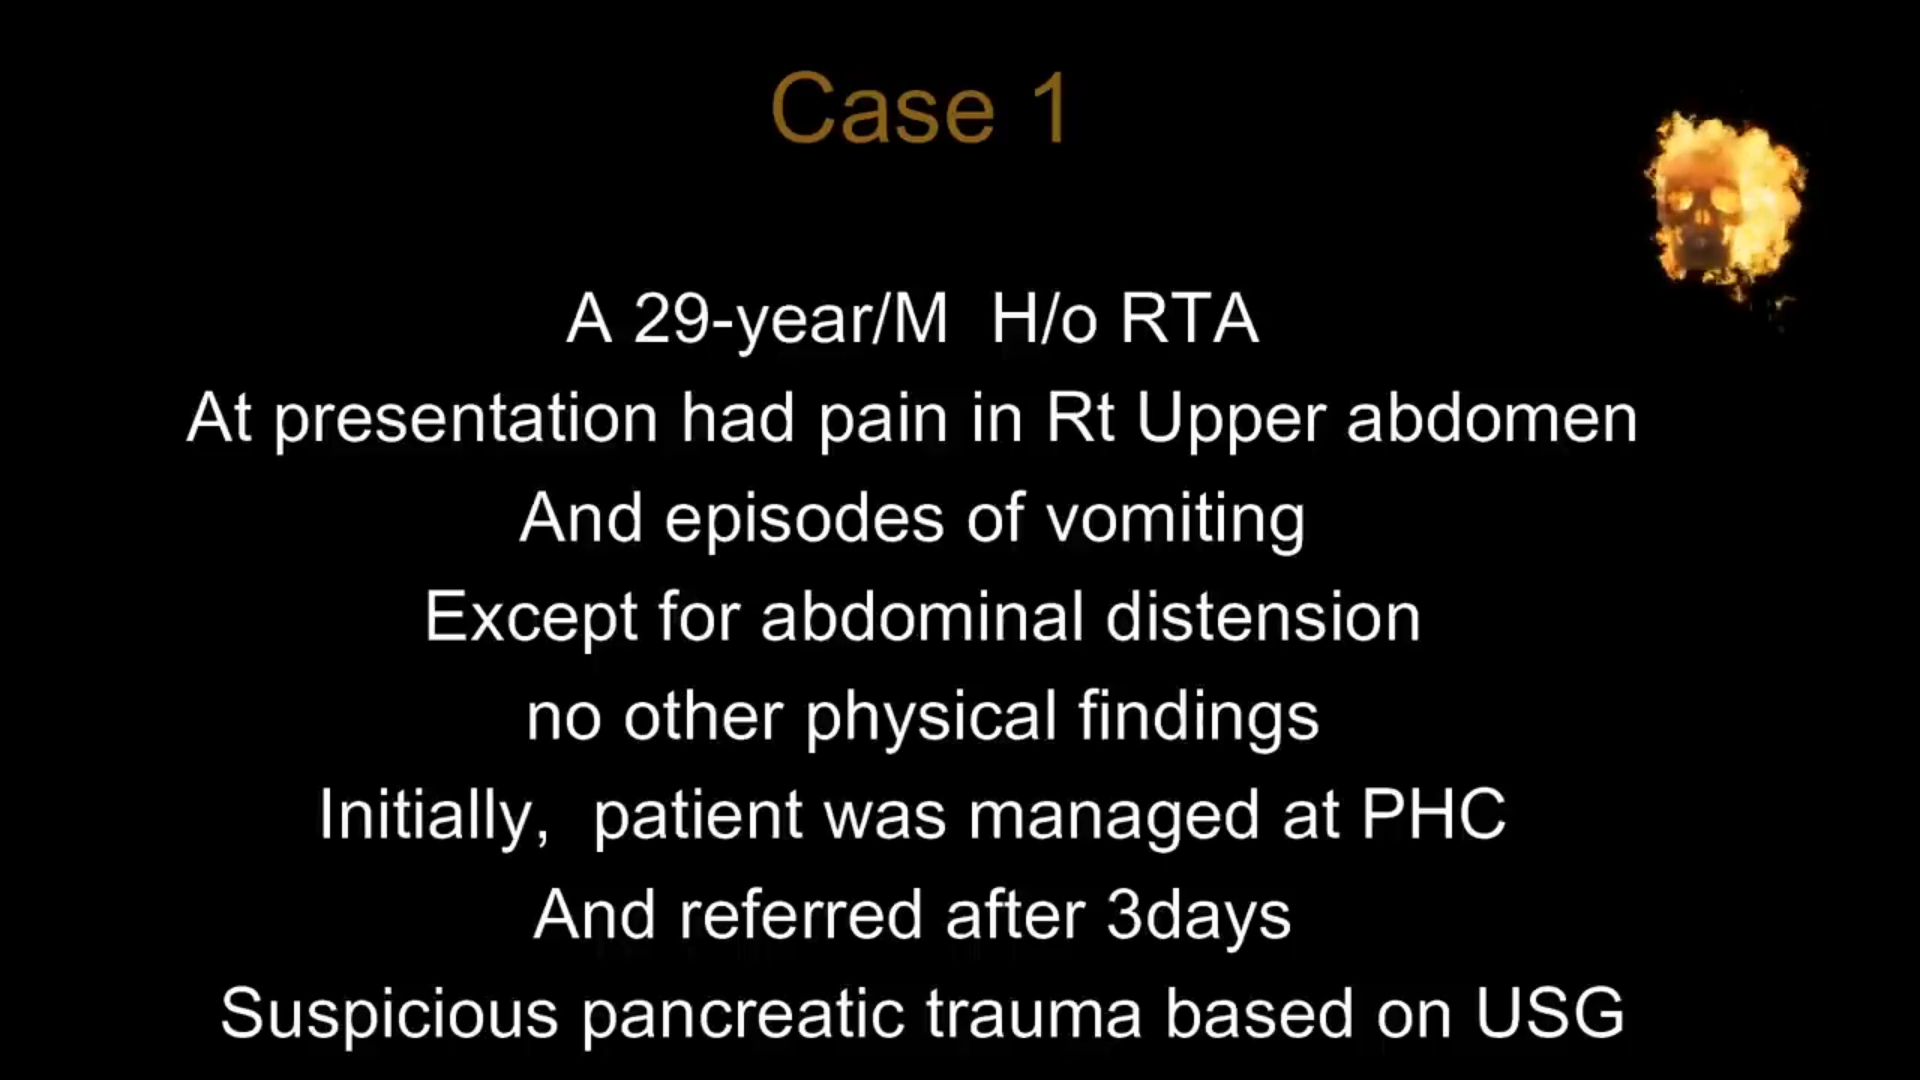 Case 1
A 29-year/M  H/o RTA
At presentation had pain in Rt Upper abdomen
And episodes of vomiting
Except for abdominal distension
no other physical findings
Initially,  patient was managed at PHC
And referred after 3days
Suspicious pancreatic trauma based on USG